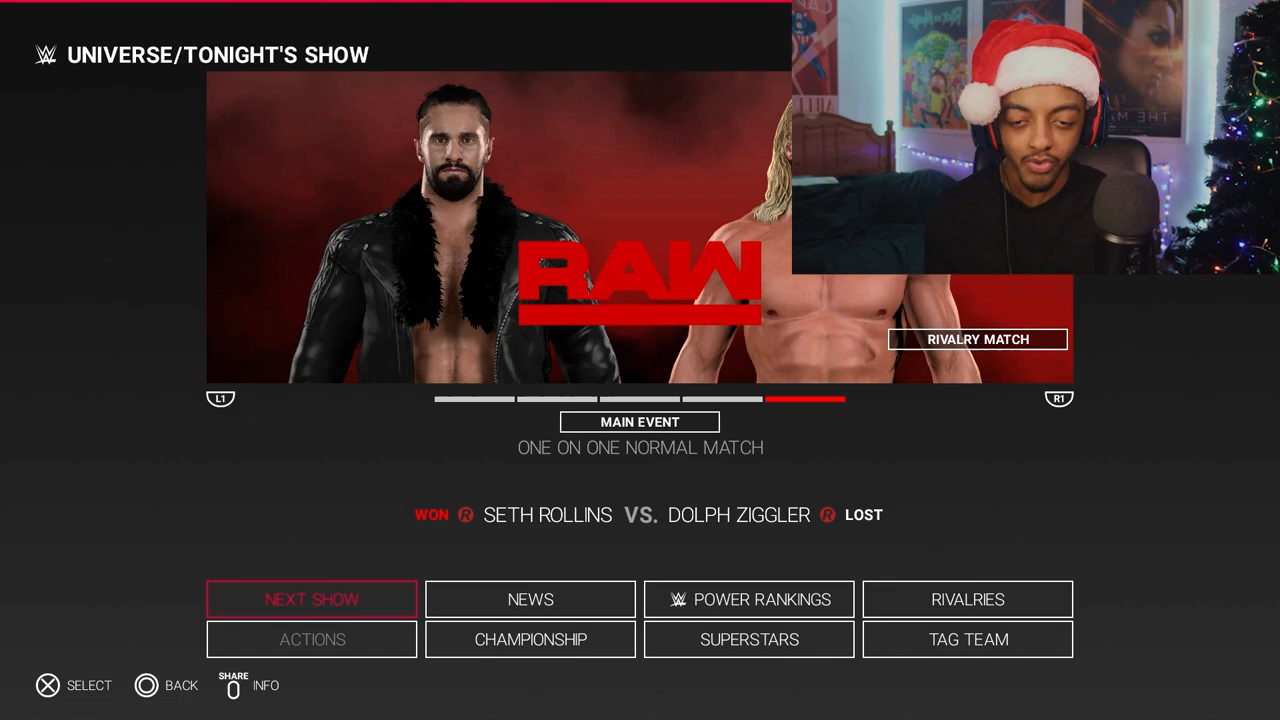 UNIVERSE/TONIGHT'S SHOW
RAW
RIVALRY MATCH
L1
R1
MAIN EVENT
ONE ON ONE NORMAL MATCH
WON R SETH ROLLINS VS. DOLPH ZIGGLER R LOST
NEXT SHOW
NEWS
W POWER RANKINGS
RIVALRIES
ACTIONS
CHAMPIONSHIP
SUPERSTARS
TAG TEAM
SELECT
BACK
SHARE
INFO